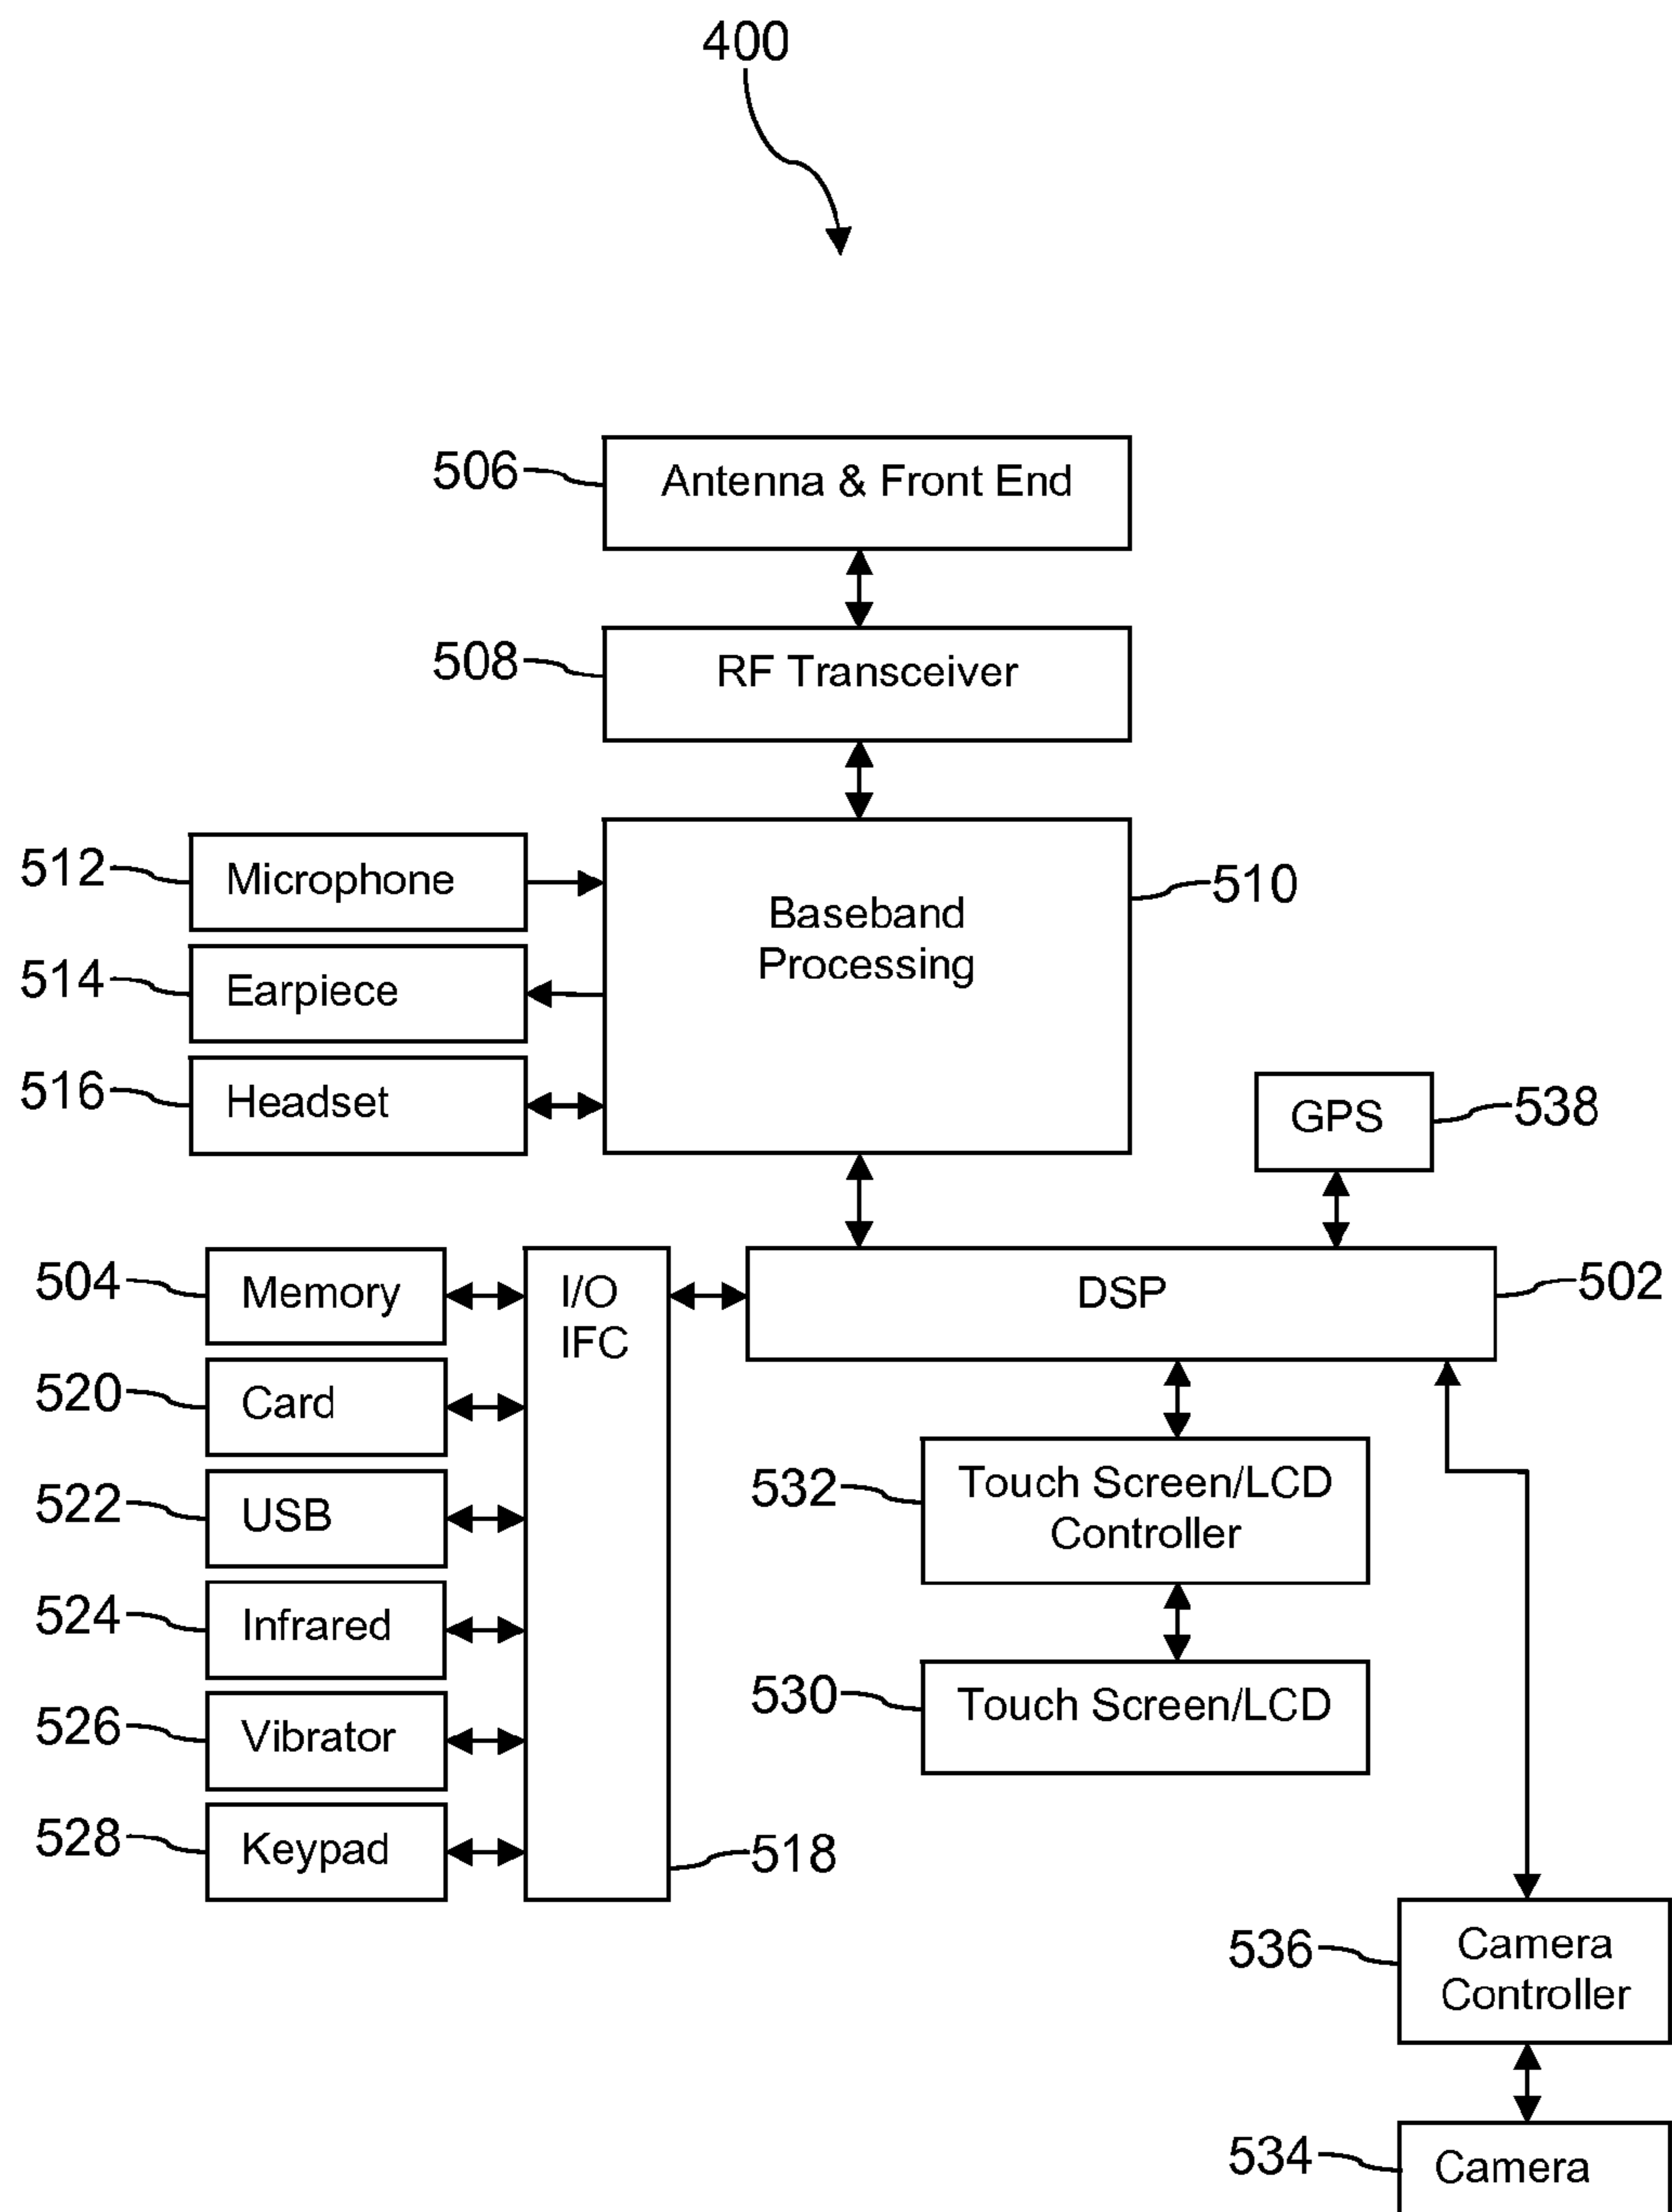 400
506
Antenna & Front End
508
RF Transceiver
512
Microphone
Baseband
Processing
510
514
Earpiece
516
Headset
GPS
538
504
Memory
I/O
IFC
DSP
502
520
Card
522
USB
532
Touch Screen/LCD
Controller
524
Infrared
530
Touch Screen/LCD
526
Vibrator
528
Keypad
518
536
Camera
Controller
534
Camera